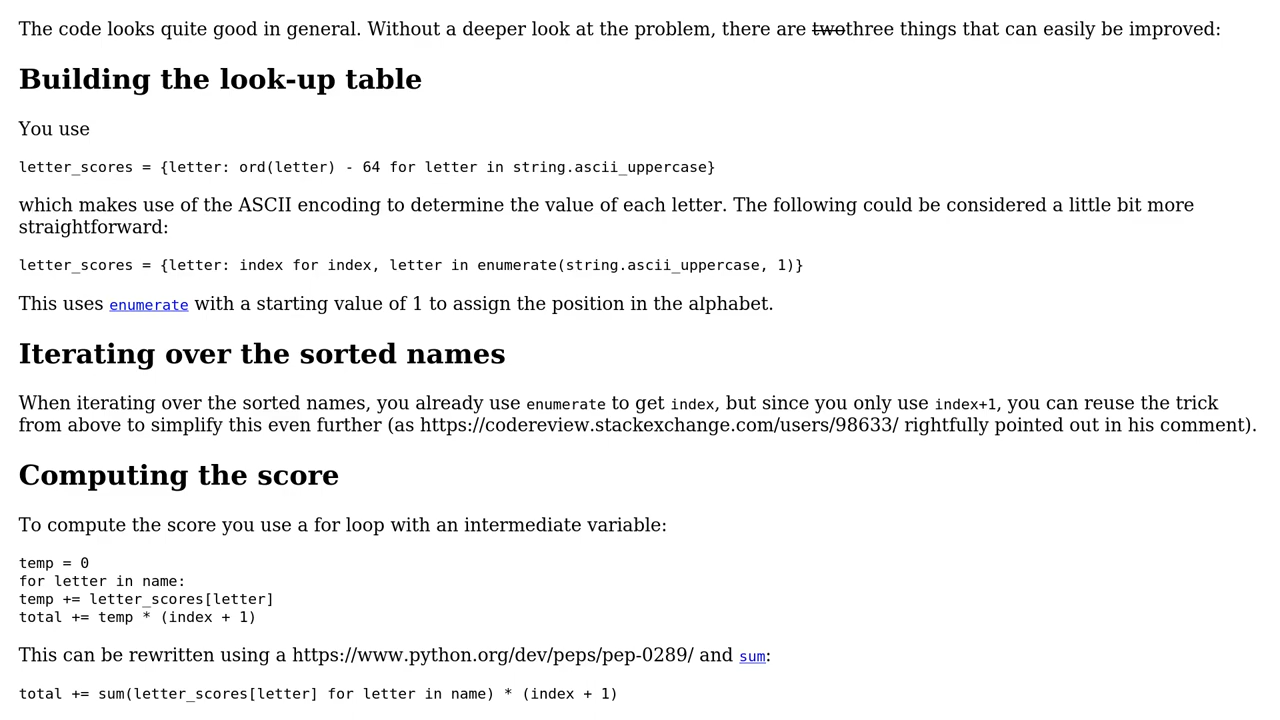 The code looks quite good in general. Without a deeper look at the problem, there are twothree things that can easily be improved:
Building the look-up table
You use
letter_scores = {letter: ord(letter) - 64 for letter in string.ascii_uppercase}
which makes use of the ASCII encoding to determine the value of each letter. The following could be considered a little bit more
straightforward:
letter_scores = {letter: index for index, letter in enumerate(string.ascii_uppercase, 1)}
This uses enumerate with a starting value of 1 to assign the position in the alphabet.
Iterating over the sorted names
When iterating over the sorted names, you already use enumerate to get index, but since you only use index+1, you can reuse the trick
from above to simplify this even further (as https://codereview.stackexchange.com/users/98633/ rightfully pointed out in his comment).
Computing the score
To compute the score you use a for loop with an intermediate variable:
temp = 0
for letter in name:
temp += letter_scores[letter]
total += temp * (index + 1)
This can be rewritten using a https://www.python.org/dev/peps/pep-0289/ and sum:
total += sum(letter_scores[letter] for letter in name) * (index + 1)